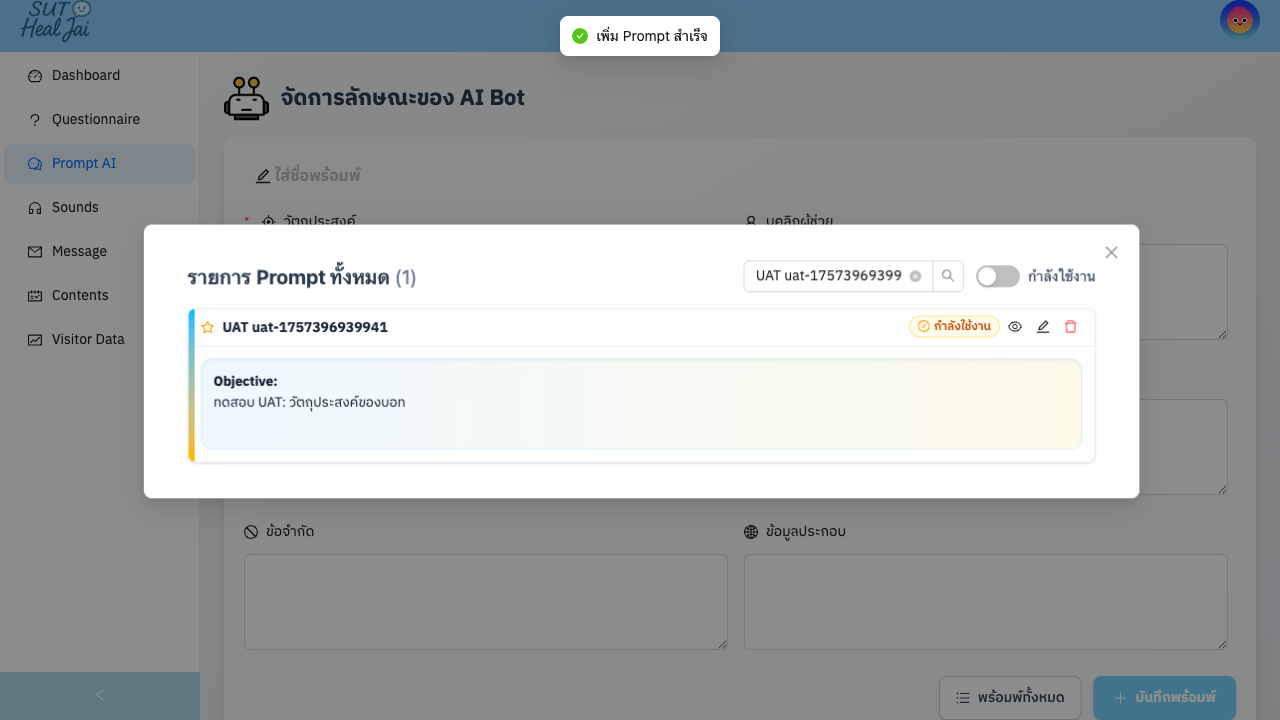 SUT
Heal Jai
เพิ่ม Prompt สำเร็จ
Dashboard
Questionnaire
Prompt AI
Sounds
Message
Contents
Visitor Data
จัดการลักษณะของ AI Bot
ใส่ชื่อพร้อมพ์
* วัตถุประสงค์
บุคลิกผู้ช่วย
รายการ Prompt ทั้งหมด (1)
UAT uat-17573969399
กำลังใช้งาน
UAT uat-1757396939941
กำลังใช้งาน
Objective:
ทดสอบ UAT: วัตถุประสงค์ของบอท
ข้อจำกัด
ข้อมูลประกอบ
พร้อมพ์ทั้งหมด
บันทึกพร้อมพ์